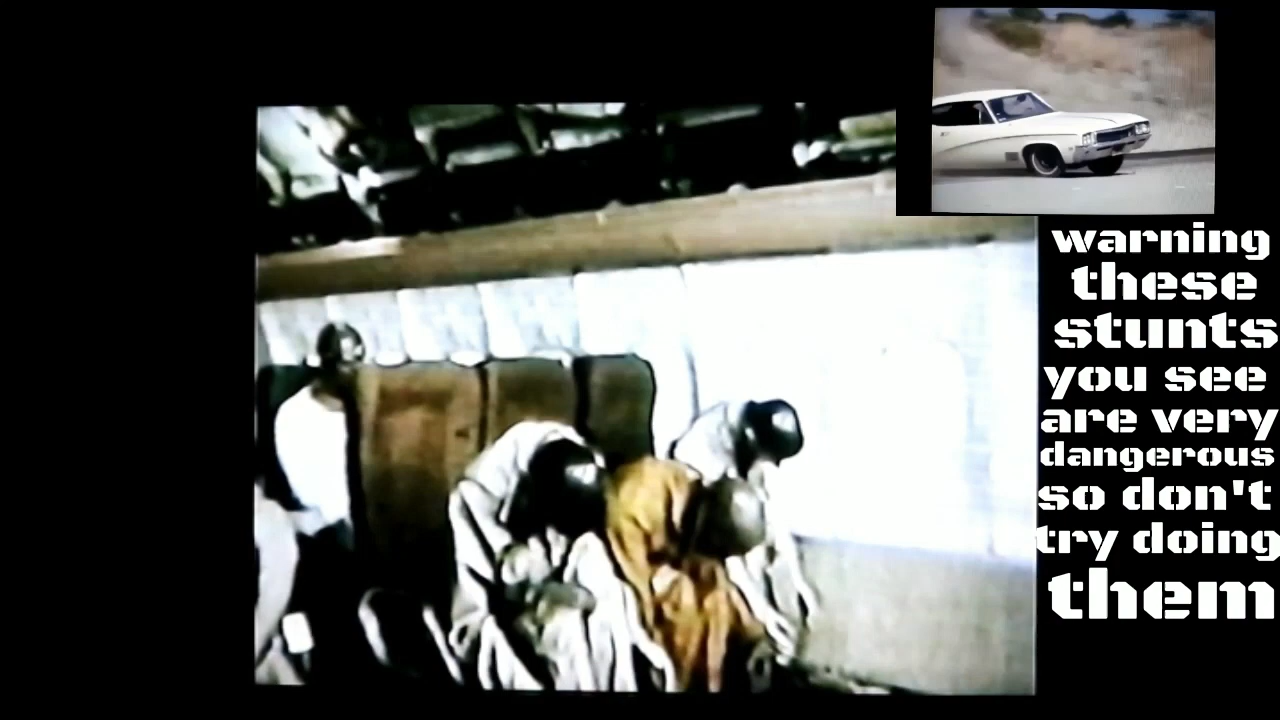 warning
these
stunts
you see
are very
dangerous
so don't
try doing
them